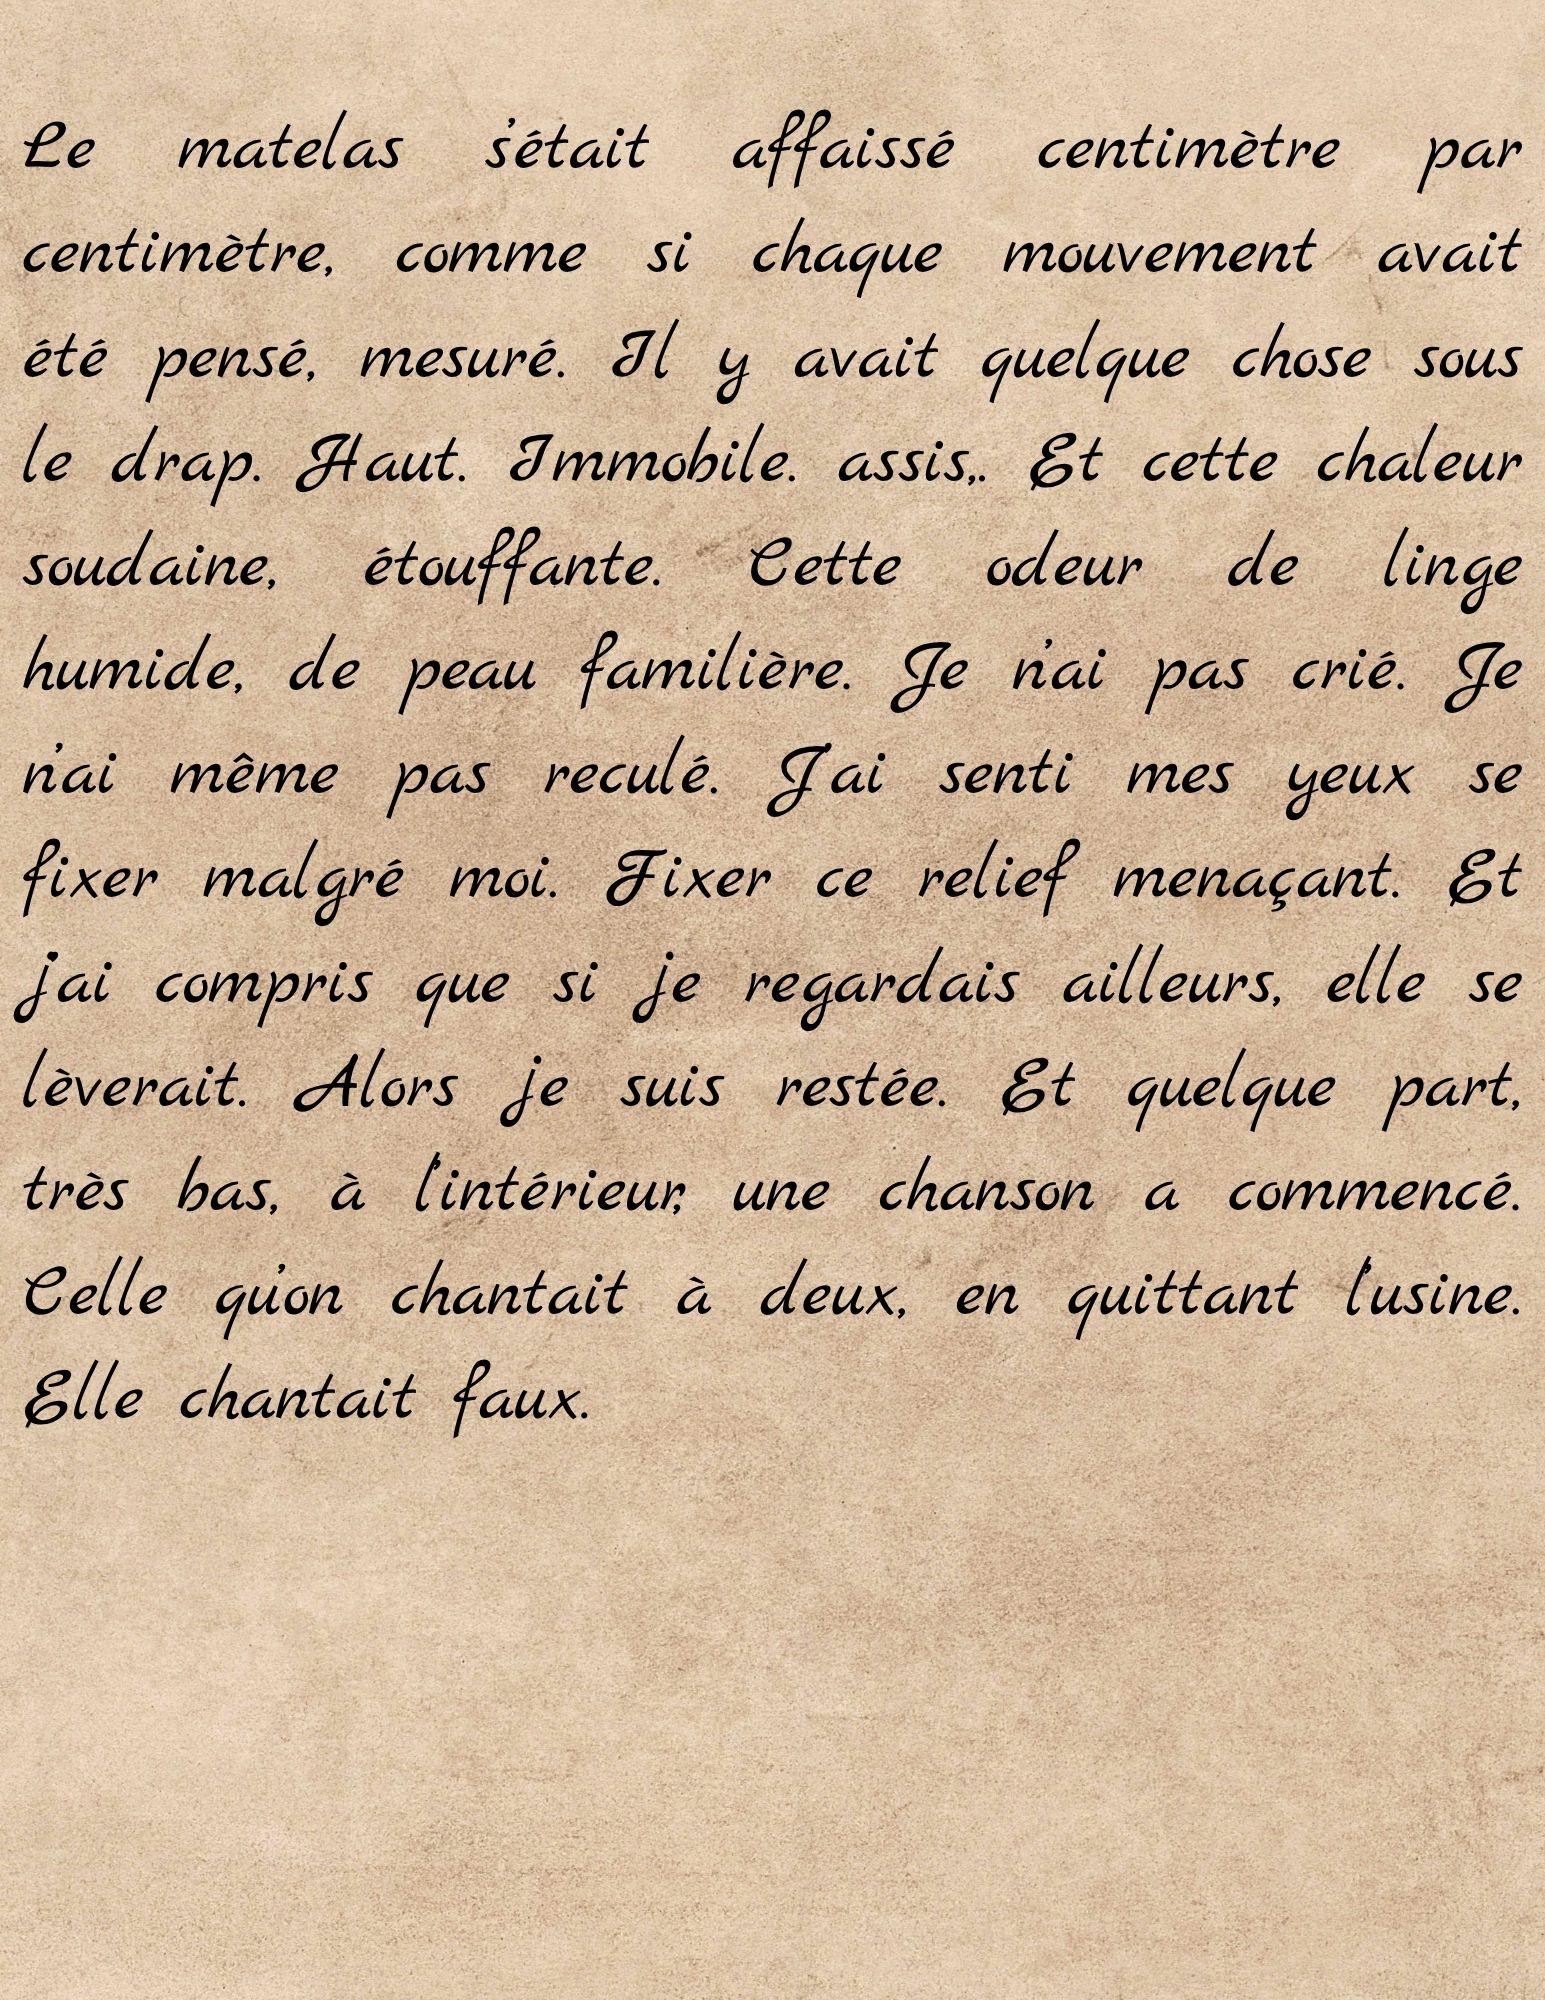 Le matelas s'était affaissé centimètre par
centimètre, comme si chaque mouvement avait
été pensé, mesuré. Il y avait quelque chose sous
le drap. Haut. Immobile. assis,. Et cette chaleur
soudaine, étouffante. Cette odeur de linge
humide, de peau familière. Je n'ai pas crié. Je
n'ai même pas reculé. J'ai senti mes yeux se
fixer malgré moi. Fixer ce relief menaçant. Et
j'ai compris que si je regardais ailleurs, elle se
lèverait. Alors je suis restée. Et quelque part,
très bas, à l'intérieur, une chanson a commencé.
Celle qu'on chantait à deux, en quittant l'usine.
Elle chantait faux.